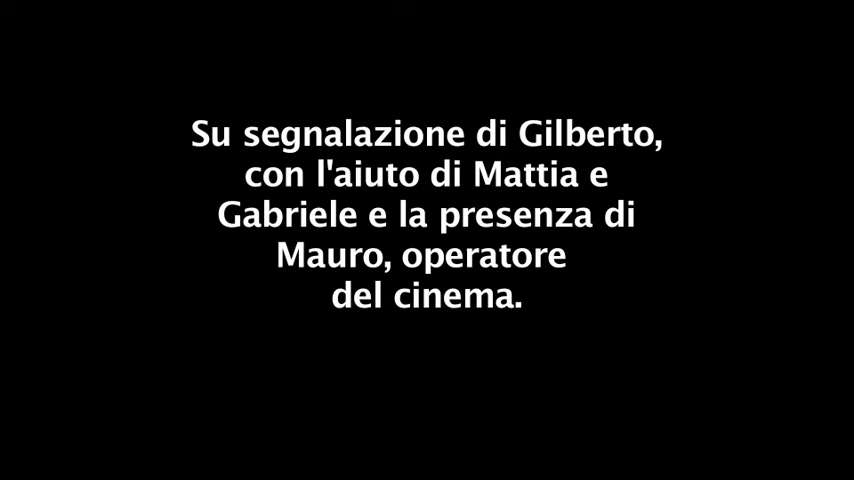 Su segnalazione di Gilberto,
con l'aiuto di Mattia e
Gabriele e la presenza di
Mauro, operatore
del cinema.